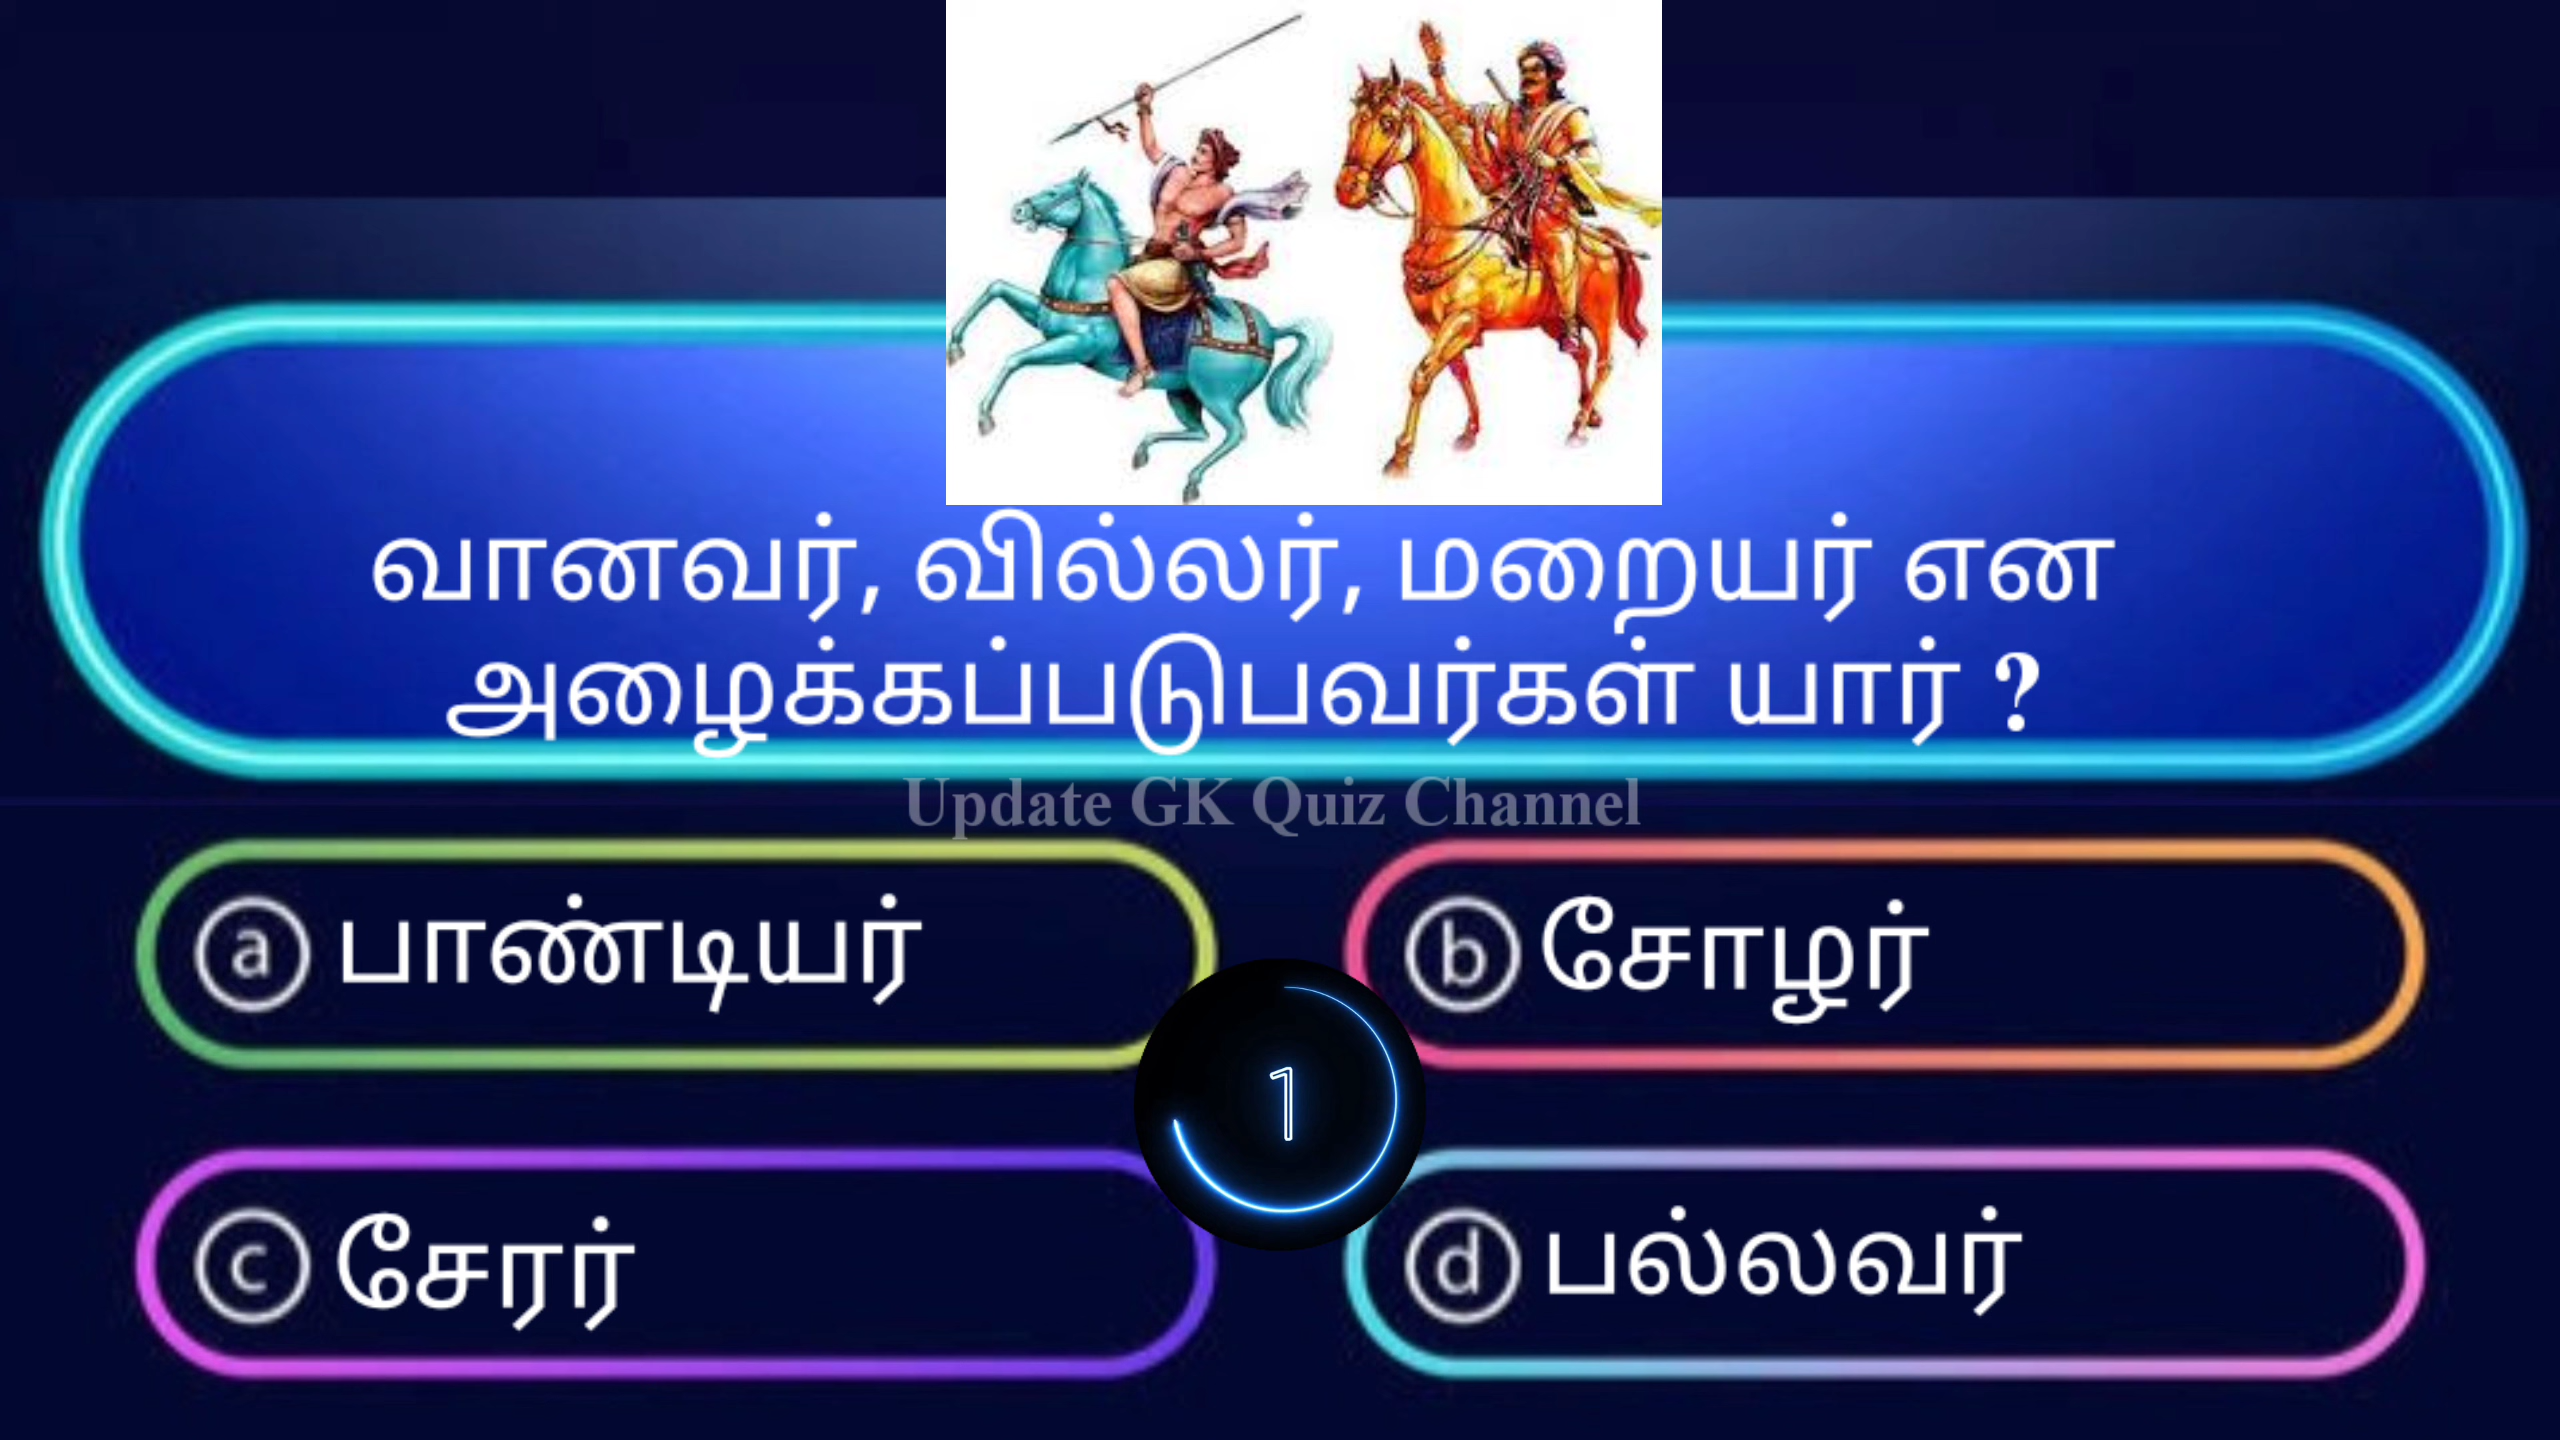 வானவர், வில்லர், மறையர் என
அழைக்கப்படுபவர்கள் யார் ?
Update GK Quiz Channel
a பாண்டியர்
b சோழர்
1
c சேரர்
d பல்லவர்